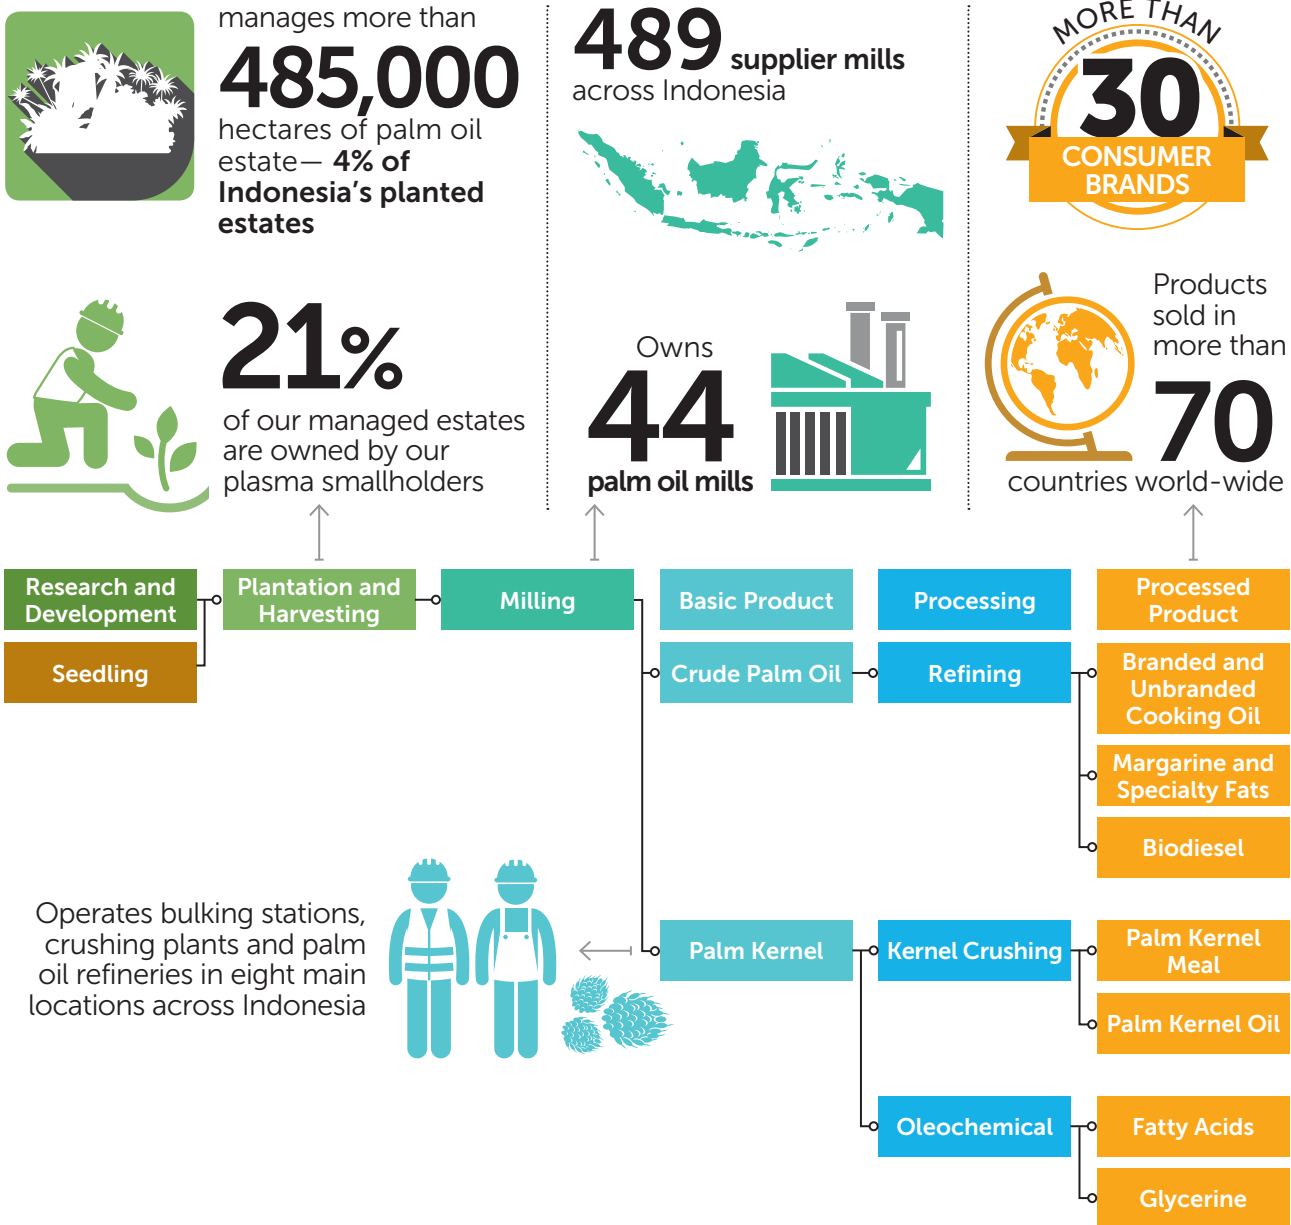 manages more than
485,000
hectares of palm oil
estate— 4% of
Indonesia's planted
estates
21%
of our managed estates
are owned by our
plasma smallholders
489 supplier mills
across Indonesia
Owns
44
palm oil mills
MORE THAN
30
CONSUMER
BRANDS
Products
sold in
more than
70
countries world-wide
Research and
Development
Seedling
Plantation and
Harvesting
Milling
Basic Product
Processing
Processed
Product
Crude Palm Oil
Refining
Branded and
Unbranded
Cooking Oil
Margarine and
Specialty Fats
Biodiesel
Operates bulking stations,
crushing plants and palm
oil refineries in eight main
locations across Indonesia
Palm Kernel
Kernel Crushing
Palm Kernel
Meal
Palm Kernel Oil
Oleochemical
Fatty Acids
Glycerine